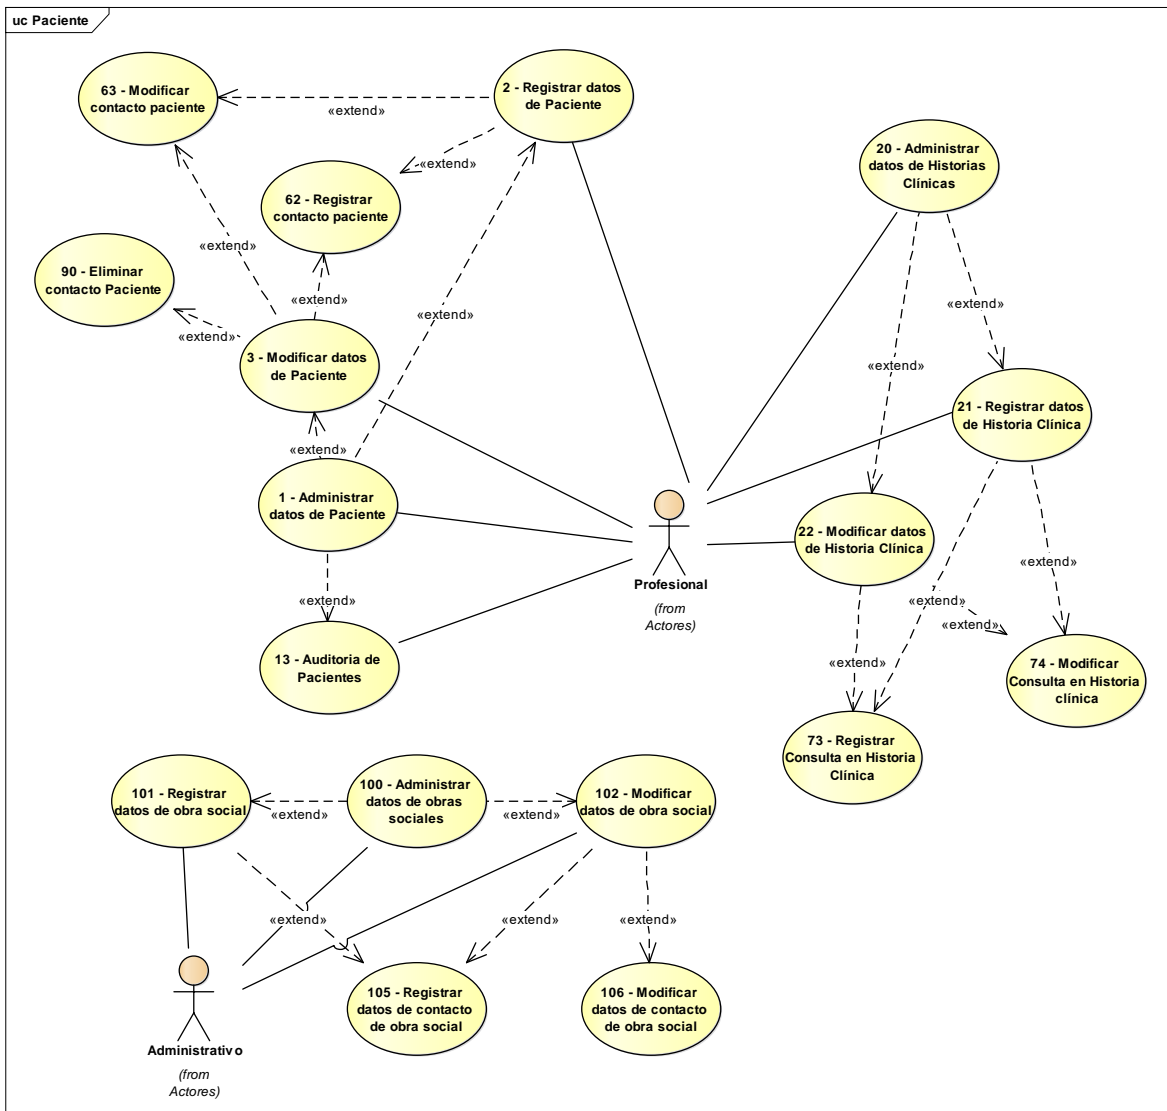 uc Paciente
63 - Modificar
contacto paciente
«extend»
2 - Registrar datos
de Paciente
«extend»
62 - Registrar
contacto paciente
20 - Administrar
datos de Historias
Clínicas
«extend»
90 - Eliminar
contacto Paciente
«extend»
«extend»
«extend»
«extend»
«extend»
3 - Modificar datos
de Paciente
«extend»
21 - Registrar datos
de Historia Clínica
«extend»
1 - Administrar
datos de Paciente
22 - Modificar datos
de Historia Clínica
Profesional
(from
Actores)
«extend»
«extend»
«extend»
«extend»
13 - Auditoria de
Pacientes
«extend»
74 - Modificar
Consulta en Historia
clínica
73 - Registrar
Consulta en Historia
Clínica
101 - Registrar
datos de obra social
«extend»
100 - Administrar
datos de obras
sociales
«extend»
102 - Modificar
datos de obra social
«extend»
«extend»
«extend»
105 - Registrar
datos de contacto
de obra social
106 - Modificar
datos de contacto
de obra social
Administrativo
(from
Actores)